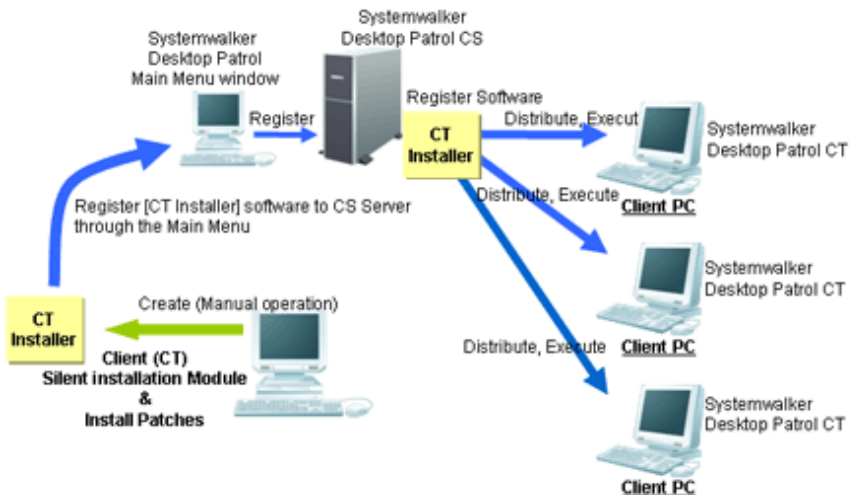 Systemwalker
Desktop Patrol
Main Menu window
Systemwalker
Desktop Patrol CS
Register
Register Software
CT
Installer
Distribute, Execut
Systemwalker
Desktop Patrol CT
Client PC
Distribute, Execute
Register [CT Installer] software to CS Server
through the Main Menu
Systemwalker
Desktop Patrol CT
Client PC
CT
Installer
Create (Manual operation)
Client (CT)
Silent installation Module
&
Install Patches
Distribute, Execute
Systemwalker
Desktop Patrol CT
Client PC